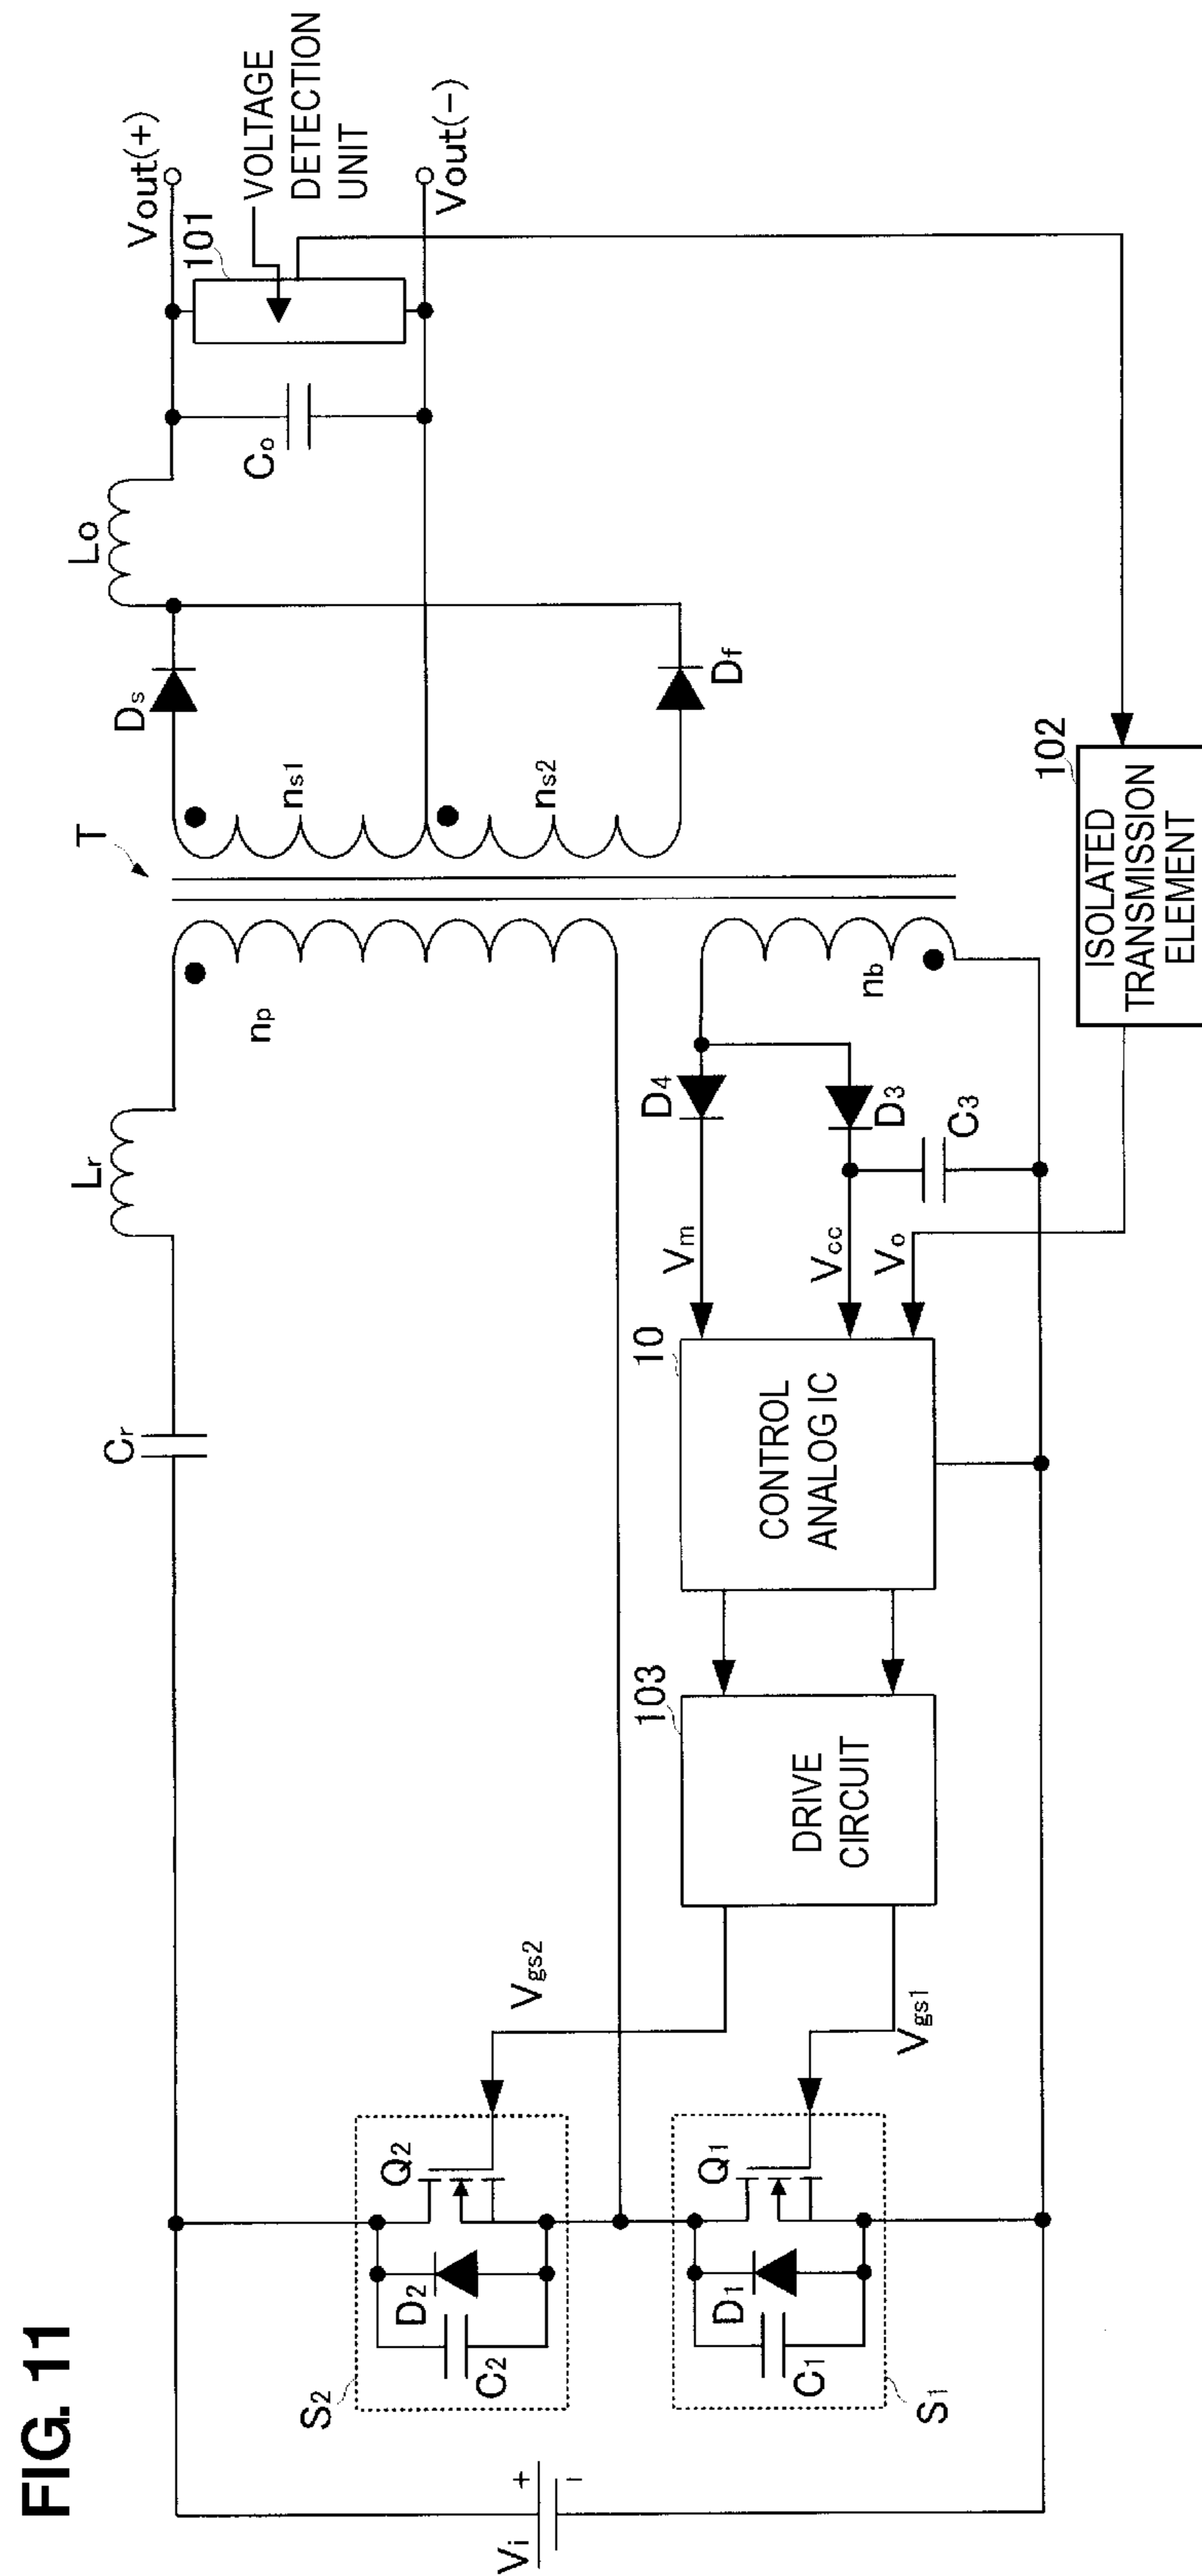 FIG. 11
Vi
+
−
S2
C2
D2
Q2
Vgs2
S1
C1
D1
Q1
Vgs1
103
DRIVE
CIRCUIT
10
CONTROL
ANALOG IC
Vm
Vcc
Vo
D4
D3
C3
Cr
Lr
np
nb
T
ns1
ns2
Ds
Df
Lo
Co
101
Vout(+)
VOLTAGE
DETECTION
UNIT
Vout(-)
102
ISOLATED
TRANSMISSION
ELEMENT